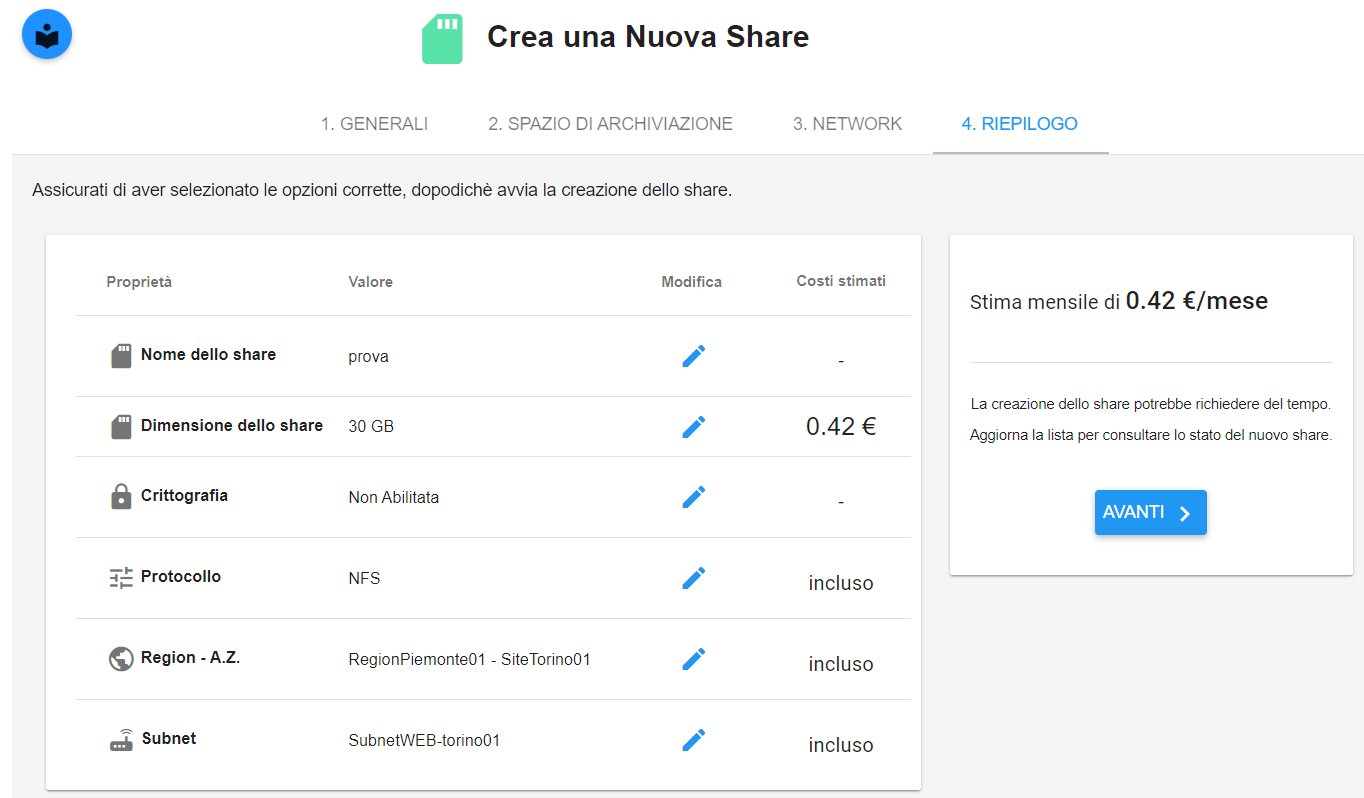 Crea una Nuova Share
1. GENERALI
2. SPAZIO DI ARCHIVIAZIONE
3. NETWORK
4. RIEPILOGO
Assicurati di aver selezionato le opzioni corrette, dopodichè avvia la creazione dello share.
Proprietà Valore Modifica Costi stimati
Nome dello share prova -
Dimensione dello share 30 GB 0.42 €
Crittografia Non Abilitata -
Protocollo NFS incluso
Region - A.Z. RegionPiemonte01 - SiteTorino01 incluso
Subnet SubnetWEB-torino01 incluso
Stima mensile di 0.42 €/mese
La creazione dello share potrebbe richiedere del tempo.
Aggiorna la lista per consultare lo stato del nuovo share.
AVANTI